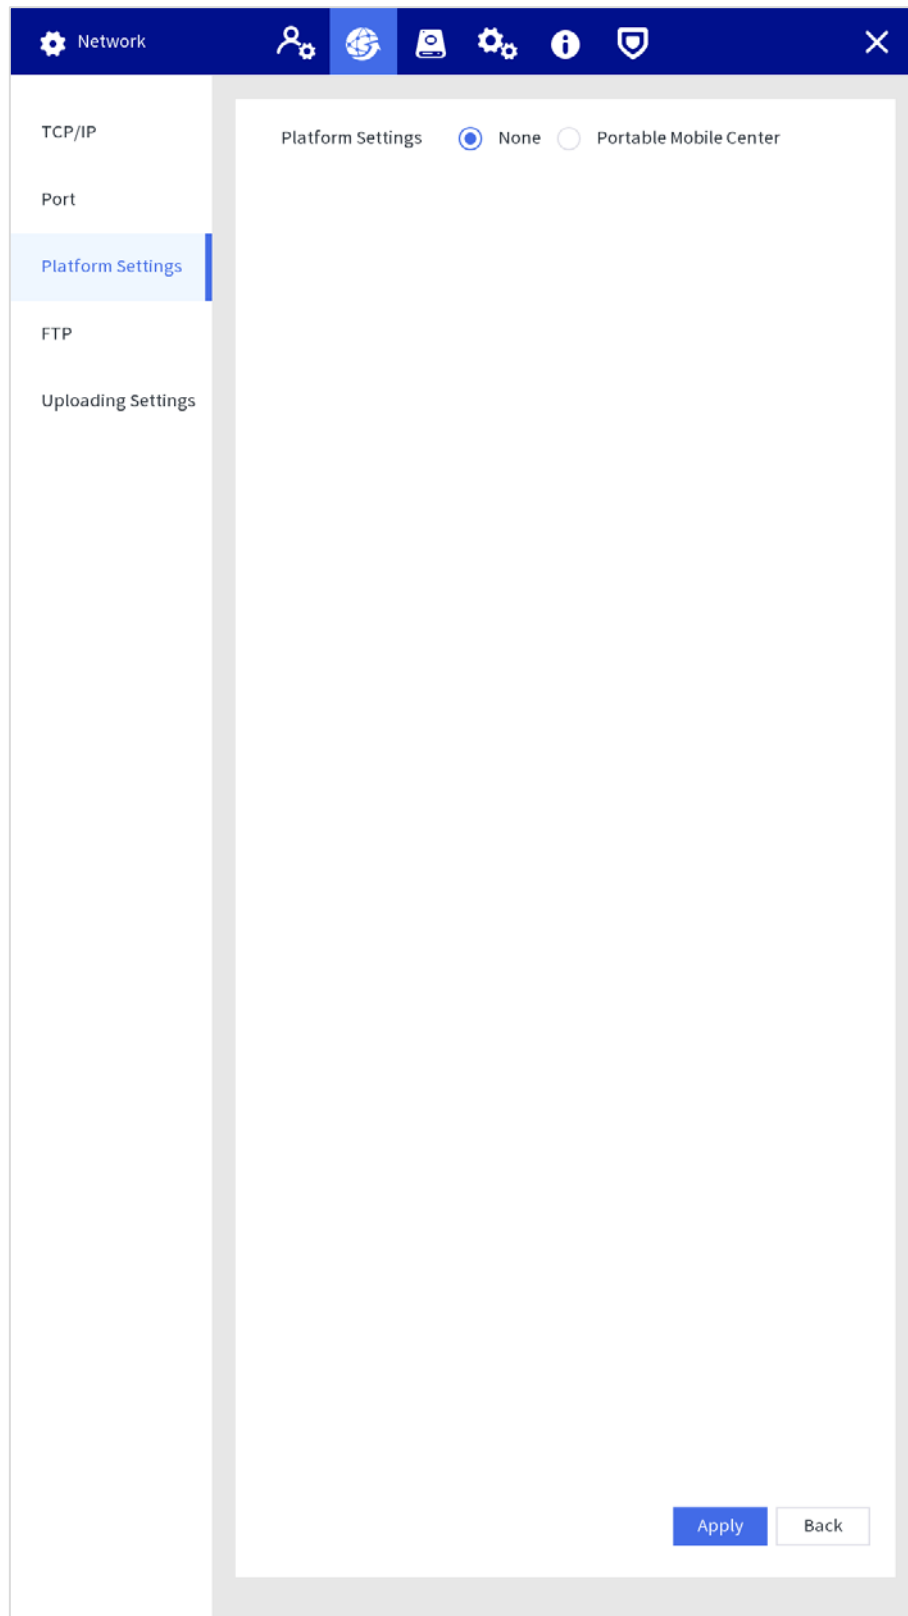 Network
TCP/IP
Port
Platform Settings
FTP
Uploading Settings
Platform Settings None Portable Mobile Center
Apply Back